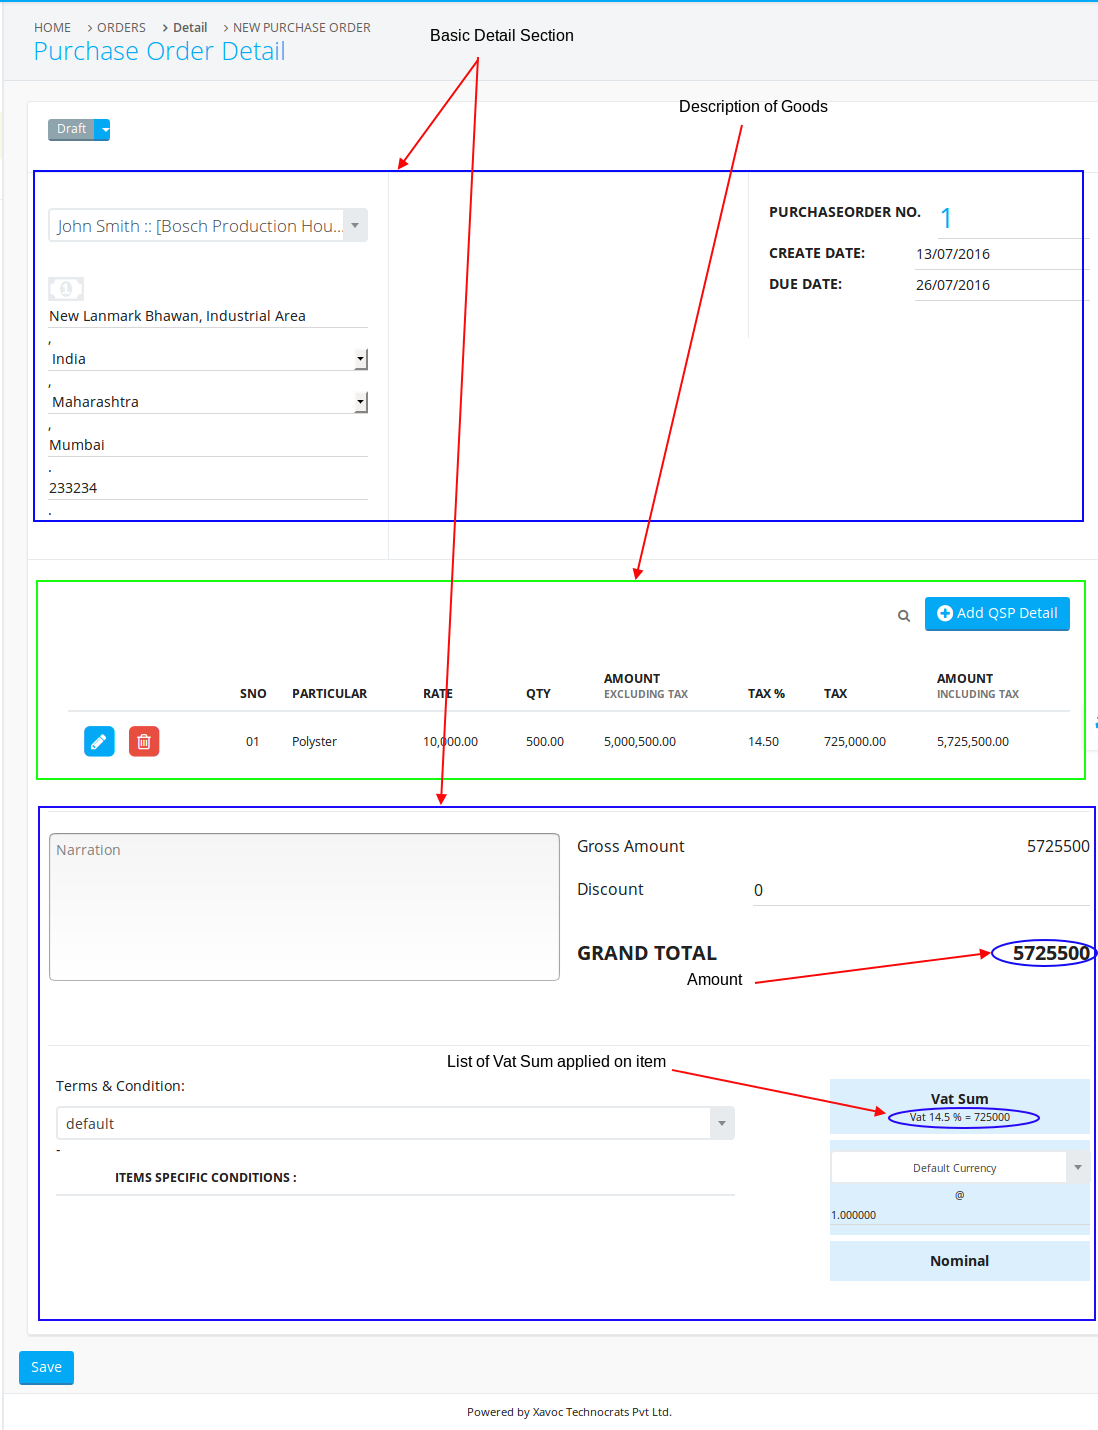 HOME > ORDERS > Detail > NEW PURCHASE ORDER
Purchase Order Detail
Basic Detail Section
Description of Goods
Draft
John Smith :: [Bosch Production Hou...
PURCHASEORDER NO. 1
CREATE DATE: 13/07/2016
DUE DATE: 26/07/2016
1
New Lanmark Bhawan, Industrial Area
,
India
,
Maharashtra
,
Mumbai
.
233234
.
Add QSP Detail
SNO PARTICULAR RATE QTY AMOUNT EXCLUDING TAX TAX % TAX AMOUNT INCLUDING TAX
01 Polyster 10,000.00 500.00 5,000,500.00 14.50 725,000.00 5,725,500.00
Narration
Gross Amount 5725500
Discount 0
GRAND TOTAL 5725500
Amount
List of Vat Sum applied on item
Terms & Condition:
default
-
ITEMS SPECIFIC CONDITIONS :
Vat Sum
Vat 14.5 % = 725000
Default Currency
@
1.000000
Nominal
Save
Powered by Xavoc Technocrats Pvt Ltd.